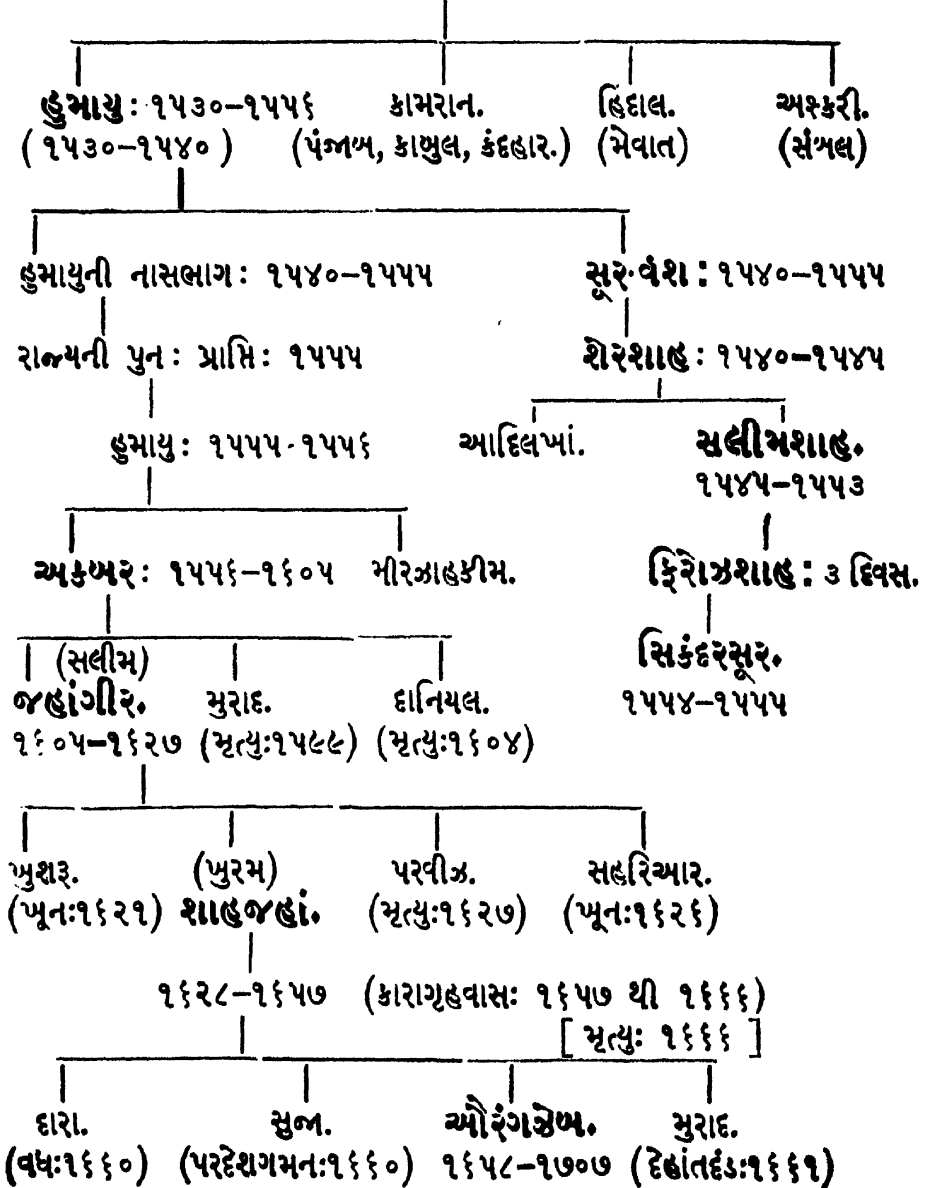 હુમાયુ: ૧૫૩૦–૧૫૫૬ કામરાન. હિંદાલ. અશ્કરી.
(૧૫૩૦–૧૫૪૦) (પંજાબ, કાબુલ, કંદહાર.) (મેવાત) (સંભલ)
હુમાયુની નાસભાગ: ૧૫૪૦–૧૫૫૫ સૂર વંશ: ૧૫૪૦–૧૫૫૫
રાજ્યની પુન: પ્રાપ્તિ: ૧૫૫૫ શેરશાહ: ૧૫૪૦–૧૫૪૫
હુમાયુ: ૧૫૫૫-૧૫૫૬ આદિલખાં. સલીમશાહ.
૧૫૪૫–૧૫૫૩
અકબર: ૧૫૫૬–૧૬૦૫ મીરઝાહકીમ. ફિરોઝશાહ: ૩ દિવસ.
(સલીમ) સિકંદરસૂર.
જહાંગીર. મુરાદ. દાનિયલ. ૧૫૫૪–૧૫૫૫
૧૬૦૫–૧૬૨૭ (મૃત્યુ:૧૫૯૯) (મૃત્યુ:૧૬૦૪)
ખુશરૂ. (ખુરમ) પરવીઝ. સહરિઆર.
(ખૂન:૧૬૨૧) શાહજહાં. (મૃત્યુ:૧૬૨૭) (ખૂન:૧૬૨૬)
૧૬૨૮–૧૬૫૭ (કારાગૃહવાસ: ૧૬૫૭ થી ૧૬૬૬)
[ મૃત્યુ: ૧૬૬૬ ]
દારા. સુજા. ઔરંગઝેબ. મુરાદ.
(વધ:૧૬૬૦) (પરદેશગમન:૧૬૬૦) ૧૬૫૮–૧૭૦૭ (દેહાંતદંડ:૧૬૬૧)